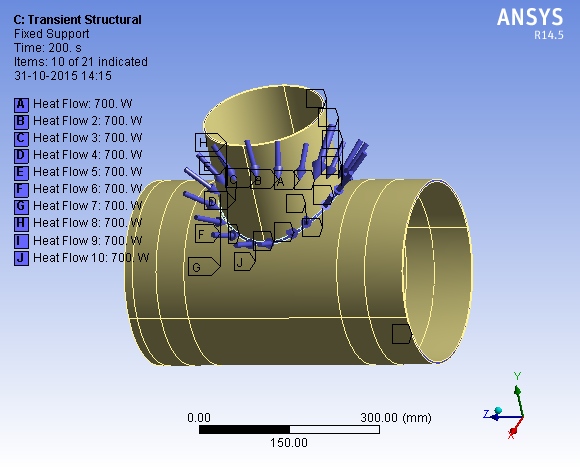 C: Transient Structural
Fixed Support
Time: 200. s
Items: 10 of 21 indicated
31-10-2015 14:15
A Heat Flow: 700. W
B Heat Flow 2: 700. W
C Heat Flow 3: 700. W
D Heat Flow 4: 700. W
E Heat Flow 5: 700. W
F Heat Flow 6: 700. W
G Heat Flow 7: 700. W
H Heat Flow 8: 700. W
I Heat Flow 9: 700. W
J Heat Flow 10: 700. W
ANSYS
R14.5
H
E
C B A
D
F D
G J
0.00 300.00 (mm)
150.00
Y
Z
X